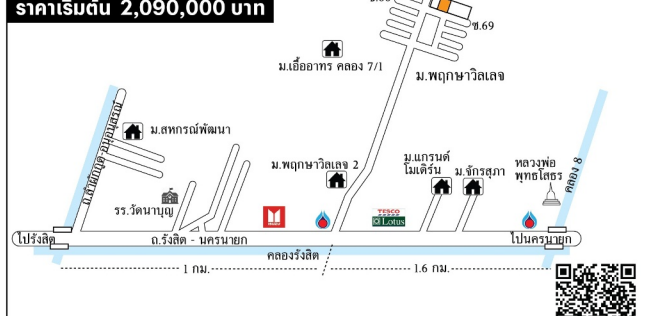 ราคาเริ่มต้น 2,090,000 บาท
ซ.69
ม.เอื้ออาทร คลอง 7/1
ม.พฤกษาวิลเลจ
ม.สหกรณ์พัฒนา
ม.พฤกษาวิลเลจ 2
ม.แกรนด์
โมเดิร์น
ม.จักรสุภา
หลวงพ่อ
พุทธโสธร
คลอง 8
รร.วัดนาบุญ
TESCO
Lotus
ไปรังสิต
ถ.รังสิต - นครนายก
ไปนครนายก
คลองรังสิต
1 กม.
1.6 กม.